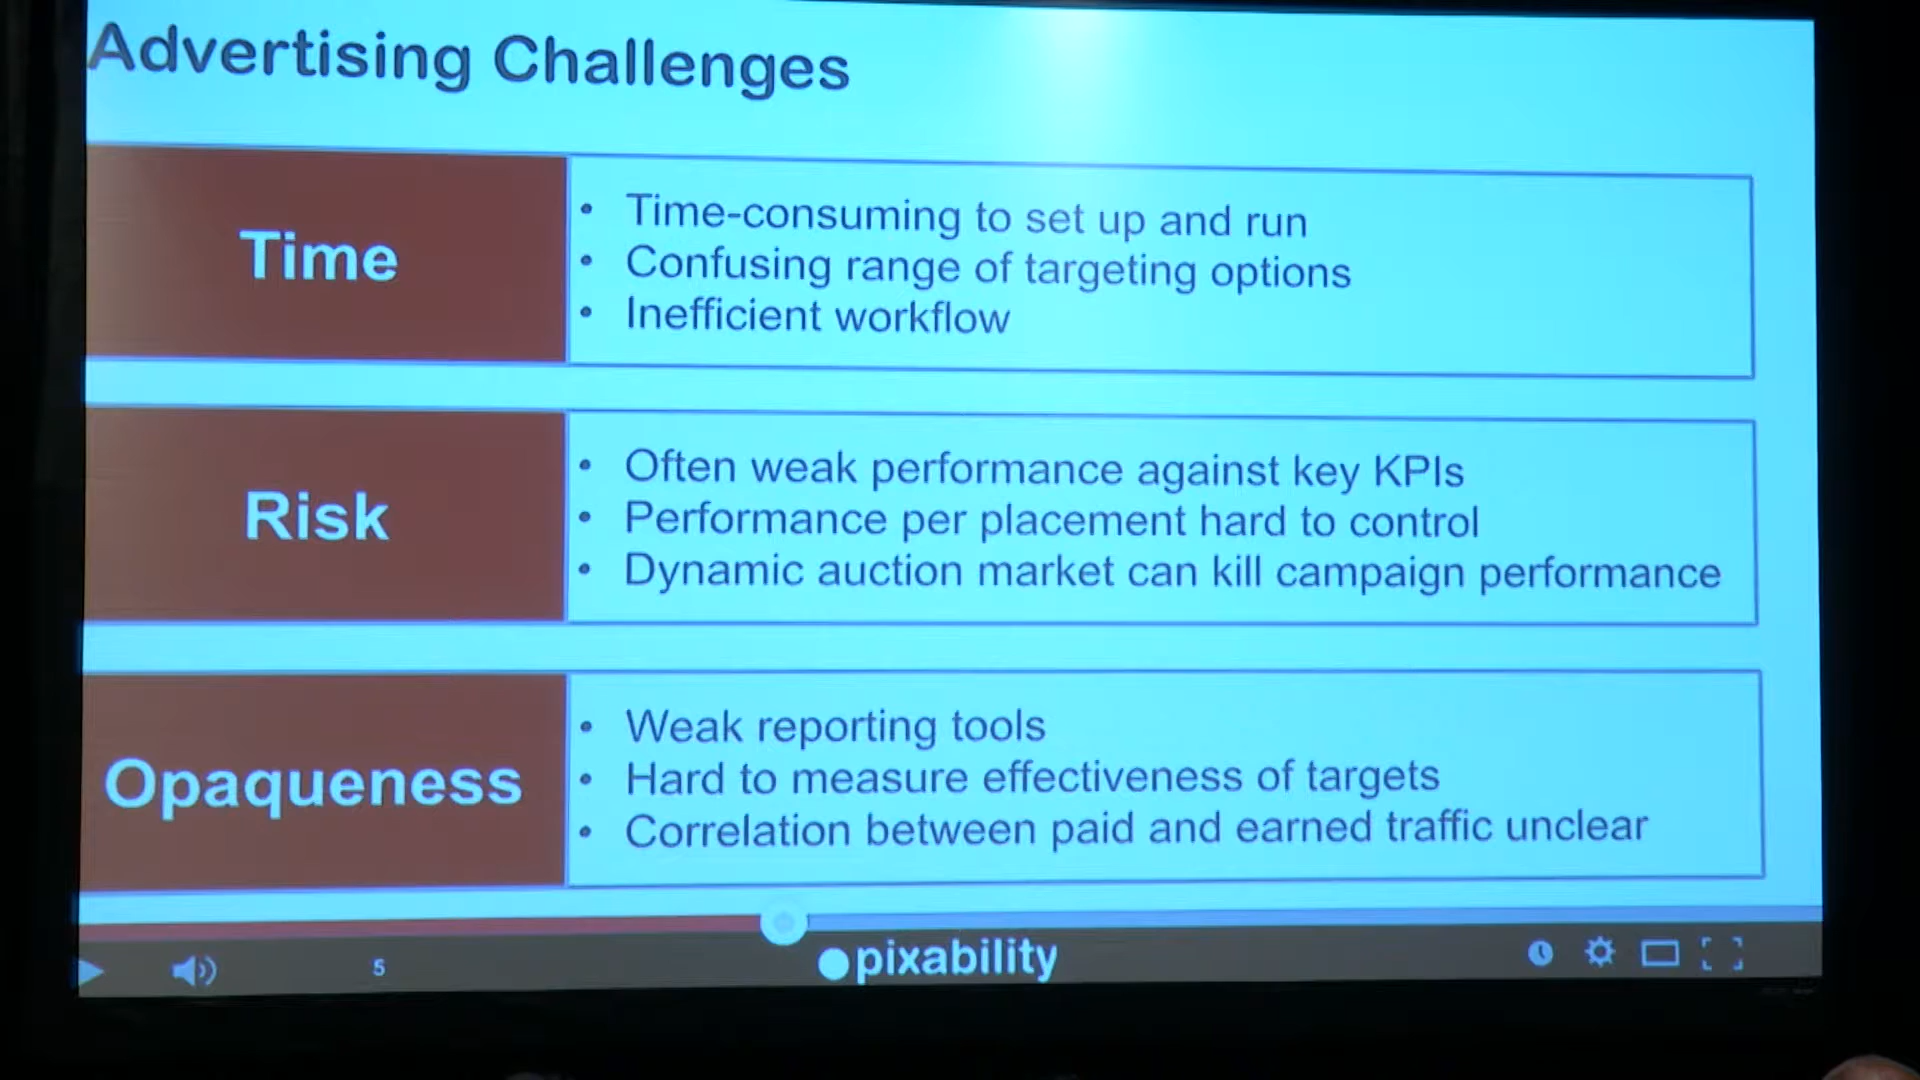 Advertising Challenges
Time
• Time-consuming to set up and run
• Confusing range of targeting options
• Inefficient workflow
Risk
• Often weak performance against key KPIs
• Performance per placement hard to control
• Dynamic auction market can kill campaign performance
Opaqueness
• Weak reporting tools
• Hard to measure effectiveness of targets
• Correlation between paid and earned traffic unclear
5
pixability